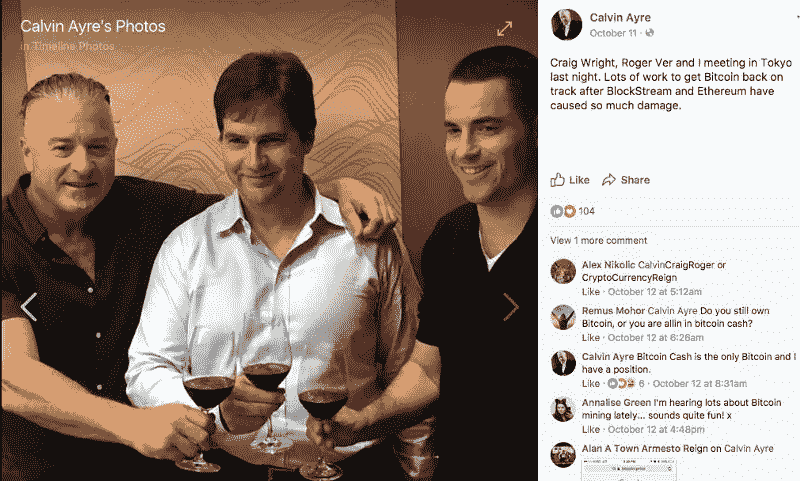 Calvin Ayre's Photos
in Timeline Photos
Calvin Ayre
October 11 ·
Craig Wright, Roger Ver and I meeting in Tokyo
last night. Lots of work to get Bitcoin back on
track after BlockStream and Ethereum have
caused so much damage.
Like Share
104
View 1 more comment
Alex Nikolic CalvinCraigRoger or
CryptoCurrencyReign
Like · October 12 at 5:12am
Remus Mohor Calvin Ayre Do you still own
Bitcoin, or you are allin in bitcoin cash?
Like · October 12 at 6:26am
Calvin Ayre Bitcoin Cash is the only Bitcoin and I
have a position.
Like · 6 · October 12 at 8:31am
Annalise Green I'm hearing lots about Bitcoin
mining lately... sounds quite fun! x
Like · October 12 at 4:48pm
Alan A Town Armesto Reign on Calvin Ayre